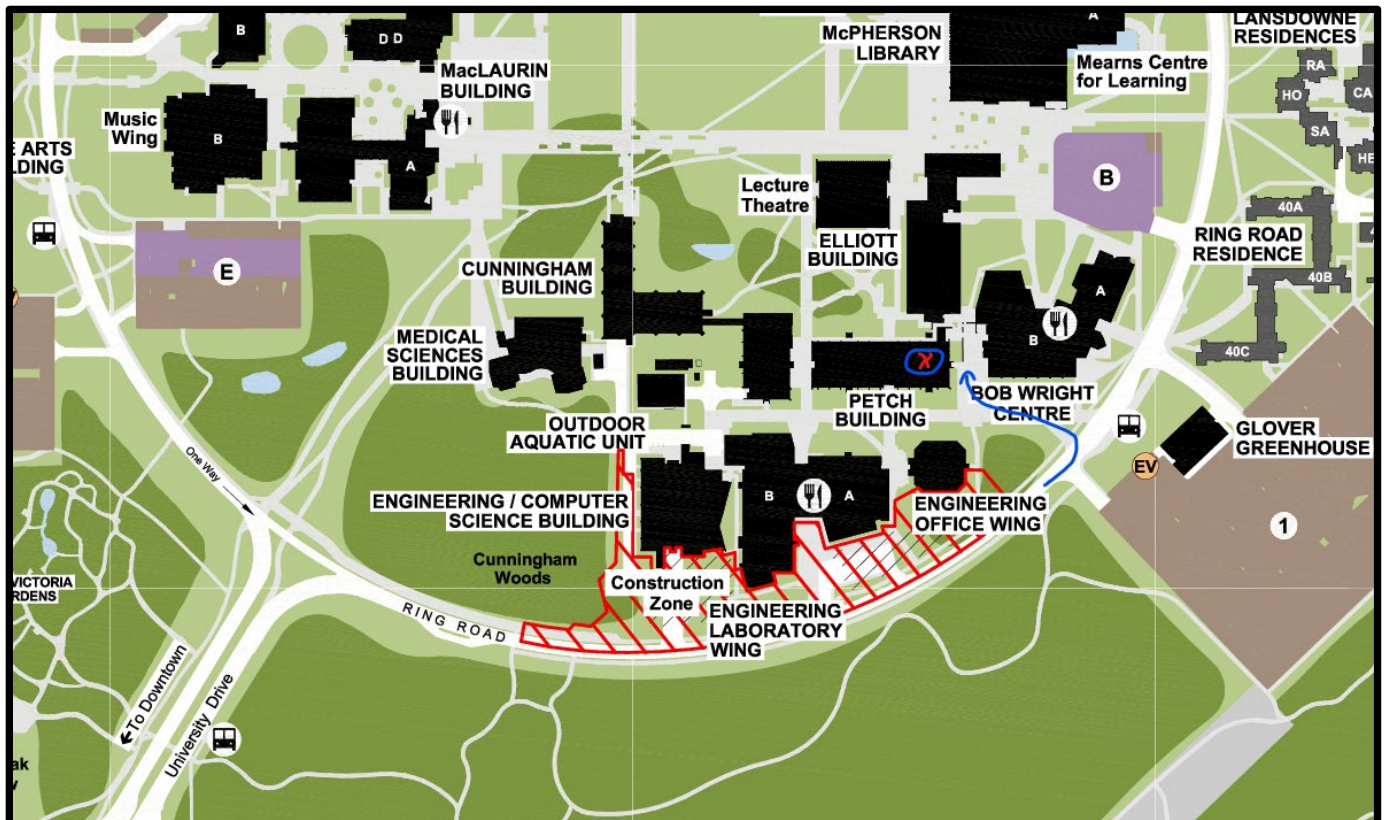 B
D D
McPHERSON
LIBRARY
A
LANSDOWNE
RESIDENCES
MacLAURIN
BUILDING
Mearns Centre
for Learning
RA
HO
CA
SA
HE
Music
Wing
B
A
E ARTS
LDING
Lecture
Theatre
B
40A
ELLIOTT
BUILDING
RING ROAD
RESIDENCE
E
CUNNINGHAM
BUILDING
A
40B
B
MEDICAL
SCIENCES
BUILDING
X
40C
PETCH
BUILDING
BOB WRIGHT
CENTRE
OUTDOOR
AQUATIC UNIT
GLOVER
GREENHOUSE
EV
One Way
ENGINEERING / COMPUTER
SCIENCE BUILDING
B
A
ENGINEERING
OFFICE WING
1
Cunningham
Woods
Construction
Zone
VICTORIA
RDENS
RING ROAD
ENGINEERING
LABORATORY
WING
To Downtown
University Drive
ak